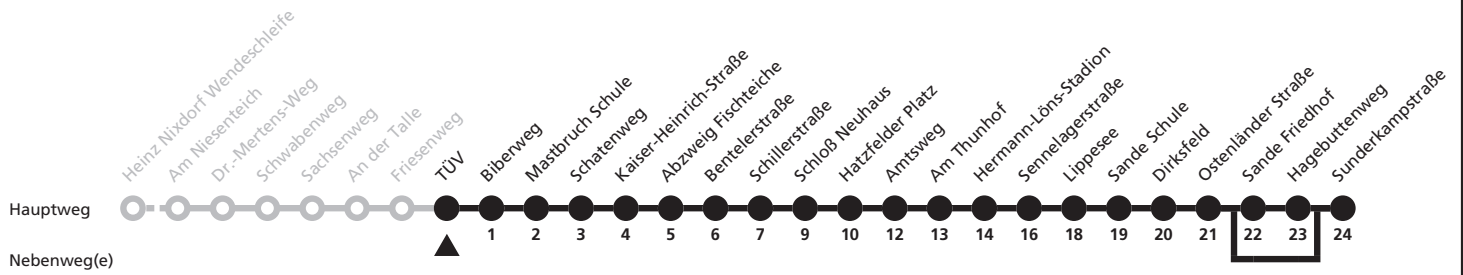 Heinz Nixdorf Wendeschleife
Am Niesenteich
Dr.-Mertens-Weg
Schwabenweg
Sachsenweg
An der Talle
Friesenweg
TÜV
Biberweg
Mastbruch Schule
Schatenweg
Kaiser-Heinrich-Straße
Abzweig Fischteiche
Bentelerstraße
Schillerstraße
Schloß Neuhaus
Hatzfelder Platz
Amtsweg
Am Thunhof
Hermann-Löns-Stadion
Sennelagerstraße
Lippesee
Sande Schule
Dirksfeld
Ostenländer Straße
Sande Friedhof
Hagebuttenweg
Sunderkampstraße
Hauptweg
1 2 3 4 5 6 7 9 10 12 13 14 16 18 19 20 21 22 23 24
Nebenweg(e)